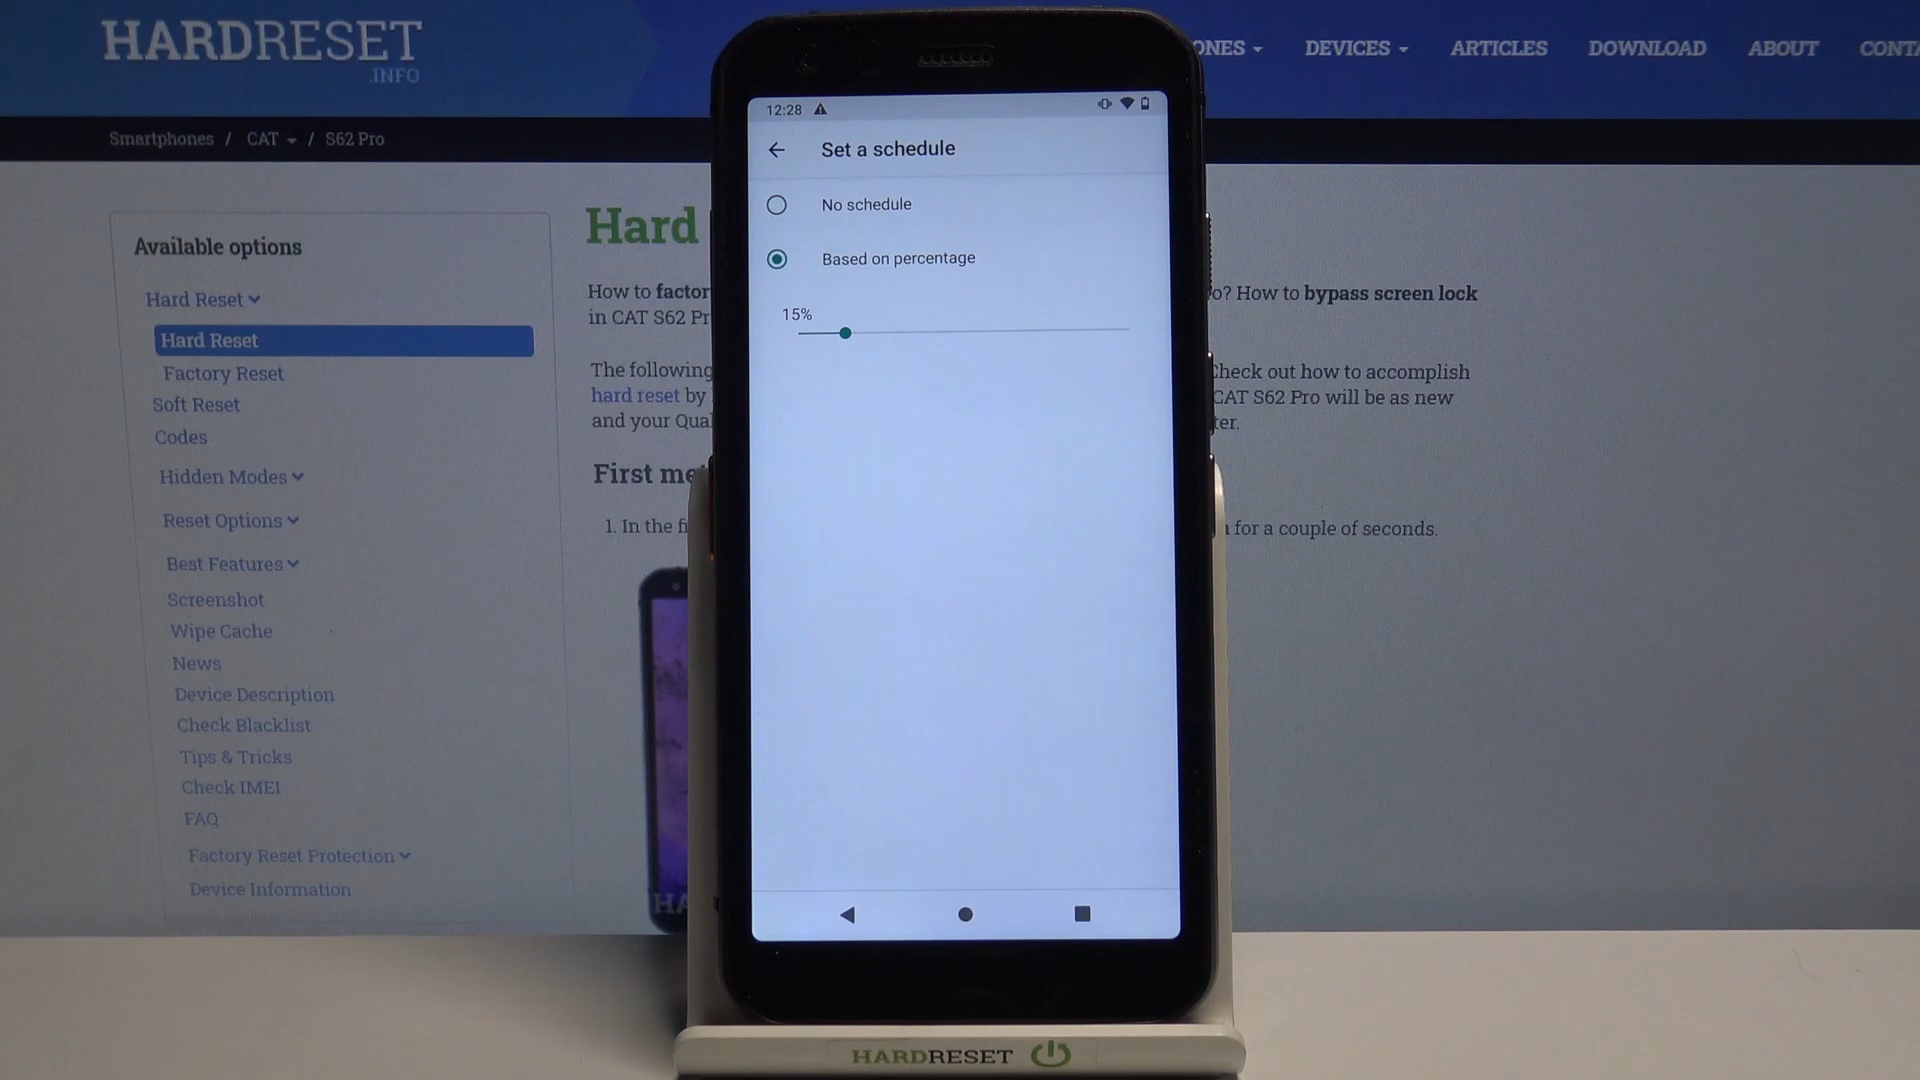 HARDRESET
.INFO
ONES DEVICES ARTICLES DOWNLOAD ABOUT CONTA
Smartphones / CAT / S62 Pro
Available options
Hard Reset
Hard Reset
Factory Reset
Soft Reset
Codes
Hidden Modes
Reset Options
Best Features
Screenshot
Wipe Cache
News
Device Description
Check Blacklist
Tips & Tricks
Check IMEI
FAQ
Factory Reset Protection
Device Information
Hard
How to factor o? How to bypass screen lock
in CAT S62 Pr
The following Check out how to accomplish
hard reset by CAT S62 Pro will be as new
and your Qual ter.
First me
1. In the fi for a couple of seconds.
HA
12:28
Set a schedule
No schedule
Based on percentage
15%
HARDRESET